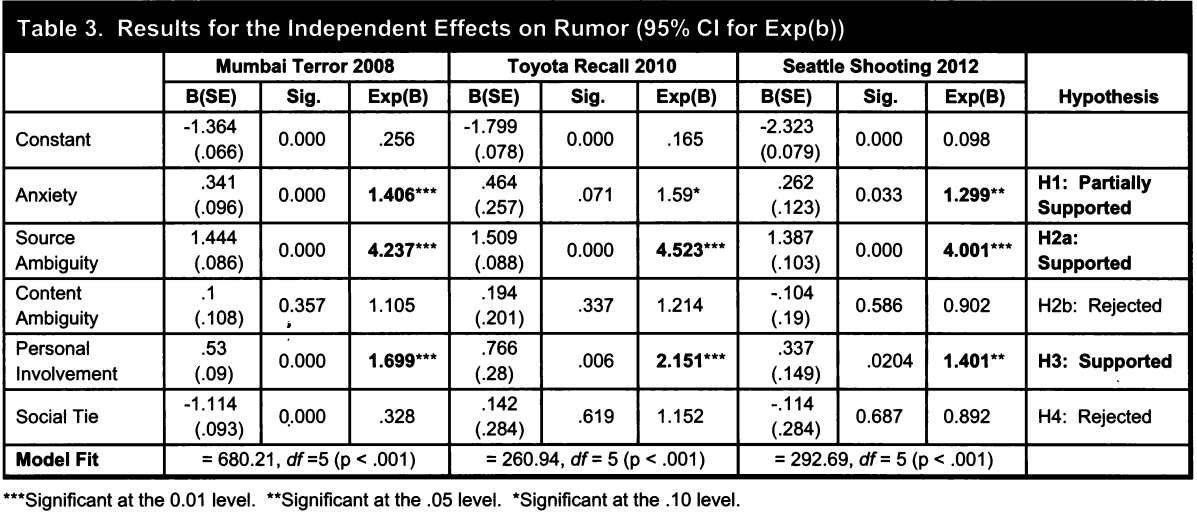 Table 3. Results for the Independent Effects on Rumor (95% CI for Exp(b))
Mumbai Terror 2008 Toyota Recall 2010 Seattle Shooting 2012
B(SE) Sig. Exp(B) B(SE) Sig. Exp(B) B(SE) Sig. Exp(B) Hypothesis
Constant -1.364 (.066) 0.000 .256 -1.799 (.078) 0.000 .165 -2.323 (0.079) 0.000 0.098
Anxiety .341 (.096) 0.000 1.406*** .464 (.257) .071 1.59* .262 (.123) 0.033 1.299** H1: Partially Supported
Source Ambiguity 1.444 (.086) 0.000 4.237*** 1.509 (.088) 0.000 4.523*** 1.387 (.103) 0.000 4.001*** H2a: Supported
Content Ambiguity .1 (.108) 0.357 1.105 .194 (.201) .337 1.214 -.104 (.19) 0.586 0.902 H2b: Rejected
Personal Involvement .53 (.09) 0.000 1.699*** .766 (.28) .006 2.151*** .337 (.149) .0204 1.401** H3: Supported
Social Tie -1.114 (.093) 0.000 .328 .142 (.284) .619 1.152 -.114 (.284) 0.687 0.892 H4: Rejected
Model Fit = 680.21, df =5 (p < .001) = 260.94, df = 5 (p < .001) = 292.69, df = 5 (p < .001)
***Significant at the 0.01 level. **Significant at the .05 level. *Significant at the .10 level.